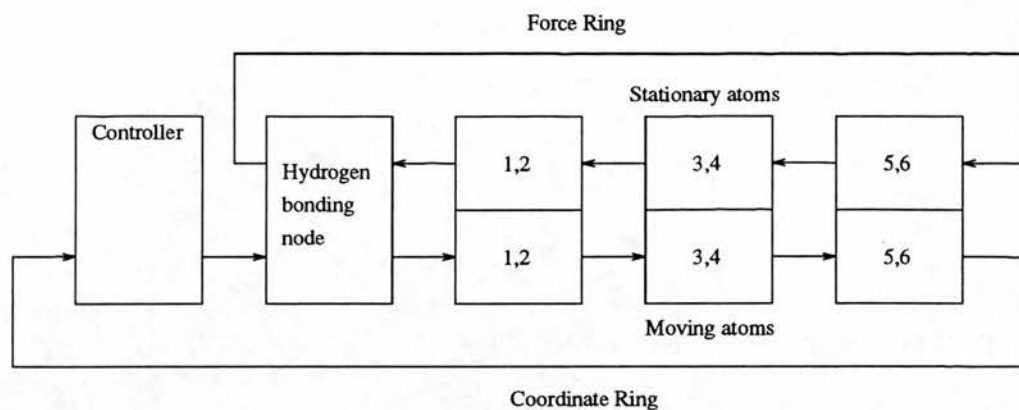 Force Ring
Stationary atoms
Controller
Hydrogen
bonding
node
1,2
3,4
5,6
1,2
3,4
5,6
Moving atoms
Coordinate Ring